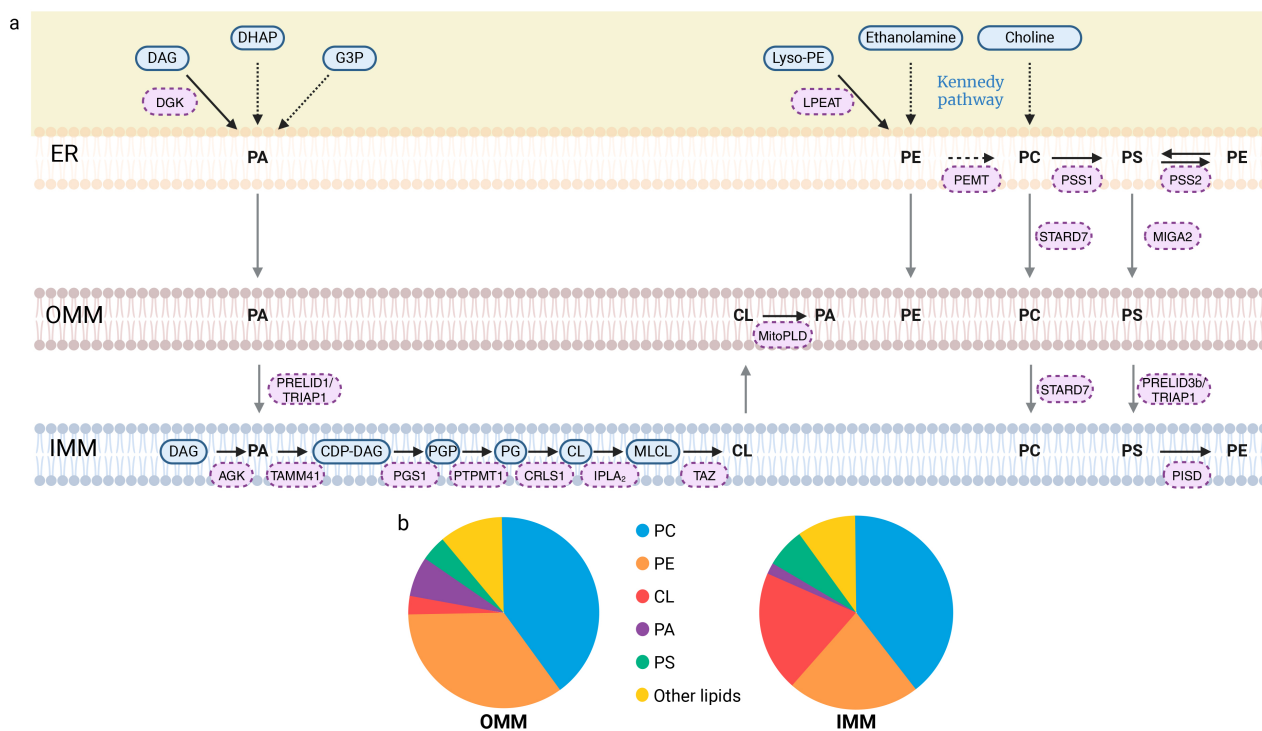 a
DHAP
DAG
G3P
DGK
Ethanolamine
Choline
Lyso-PE
LPEAT
Kennedy
pathway
ER
PA
PE
PC
PS
PE
PEMT
PSS1
PSS2
STARD7
MIGA2
OMM
PA
CL
PA
PE
PC
PS
MitoPLD
PRELID1/
TRIAP1
STARD7
PRELID3b/
TRIAP1
IMM
DAG
PA
CDP-DAG
PGP
PG
CL
MLCL
CL
PC
PS
PE
AGK
TAMM41
PGS1
PTPMT1
CRLS1
IPLA₂
TAZ
PISD
b
PC
PE
CL
PA
PS
Other lipids
OMM
IMM